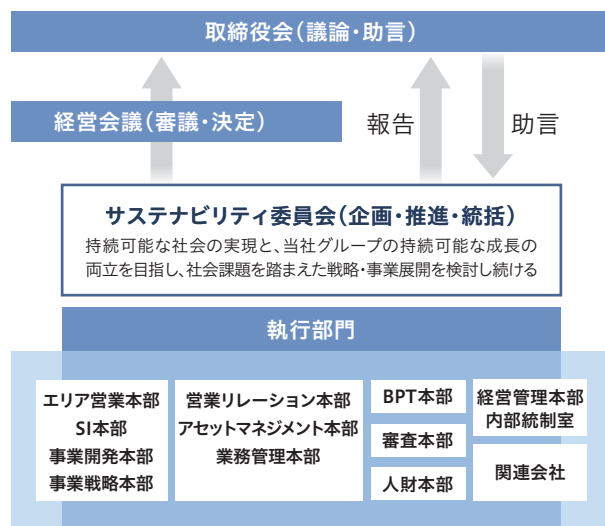 取締役会（議論・助言）
経営会議（審議・決定）
報告
助言
サステナビリティ委員会（企画・推進・統括）
持続可能な社会の実現と、当社グループの持続可能な成長の
両立を目指し、社会課題を踏まえた戦略・事業展開を検討し続ける
執行部門
エリア営業本部
SI本部
事業開発本部
事業戦略本部
営業リレーション本部
アセットマネジメント本部
業務管理本部
BPT本部
審査本部
人財本部
経営管理本部
内部統制室
関連会社